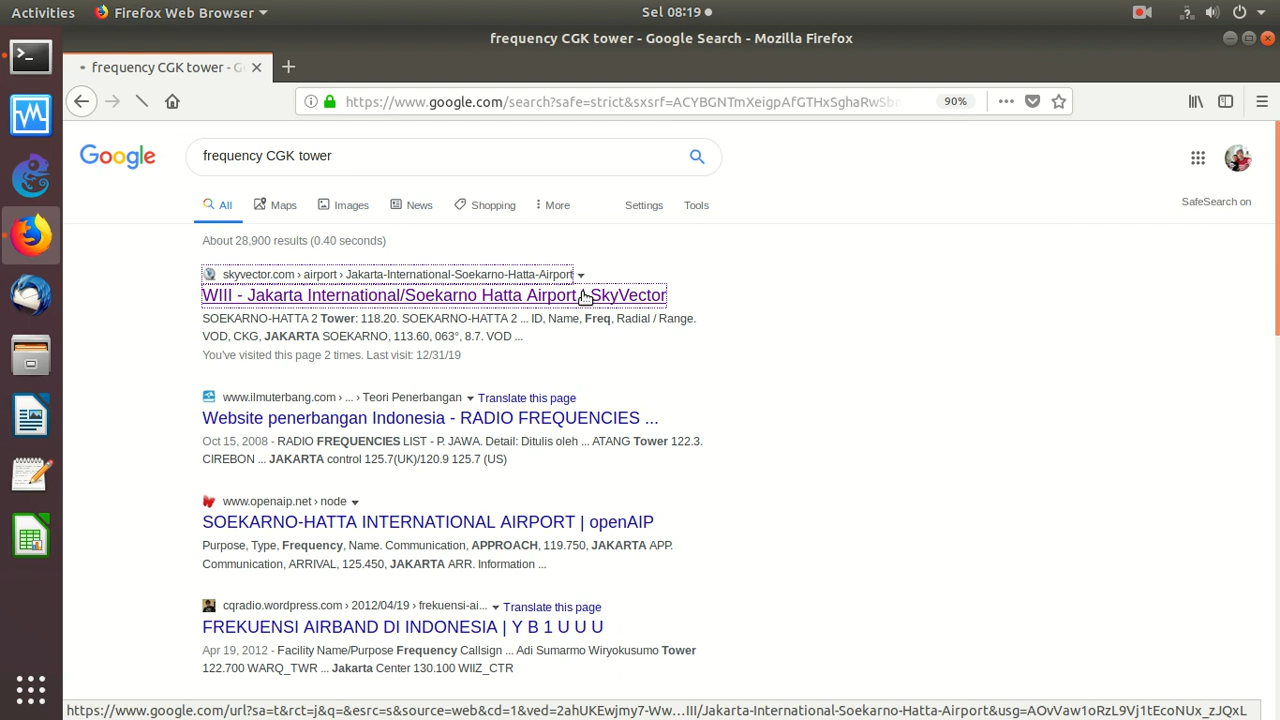 Activities
Firefox Web Browser
Sel 08:19
frequency CGK tower - Google Search - Mozilla Firefox
frequency CGK tower - G
https://www.google.com/search?safe=strict&sxsrf=ACYBGNTmXeigpAfGTHxSghaRwSbn
90%
Google
frequency CGK tower
All
Maps
Images
News
Shopping
More
Settings
Tools
SafeSearch on
About 28,900 results (0.40 seconds)
skyvector.com › airport › Jakarta-International-Soekarno-Hatta-Airport
WIII - Jakarta International/Soekarno Hatta Airport | SkyVector
SOEKARNO-HATTA 2 Tower: 118.20. SOEKARNO-HATTA 2 ... ID, Name, Freq, Radial / Range.
VOD, CKG, JAKARTA SOEKARNO, 113.60, 063°, 8.7. VOD ...
You've visited this page 2 times. Last visit: 12/31/19
www.ilmuterbang.com › ... › Teori Penerbangan
Translate this page
Website penerbangan Indonesia - RADIO FREQUENCIES ...
Oct 15, 2008 - RADIO FREQUENCIES LIST - P. JAWA. Detail: Ditulis oleh ... ATANG Tower 122.3.
CIREBON ... JAKARTA control 125.7(UK)/120.9 125.7 (US)
www.openaip.net › node
SOEKARNO-HATTA INTERNATIONAL AIRPORT | openAIP
Purpose, Type, Frequency, Name. Communication, APPROACH, 119.750, JAKARTA APP.
Communication, ARRIVAL, 125.450, JAKARTA ARR. Information ...
cqradio.wordpress.com › 2012/04/19 › frekuensi-ai...
Translate this page
FREKUENSI AIRBAND DI INDONESIA | Y B 1 U U U
Apr 19, 2012 - Facility Name/Purpose Frequency Callsign ... Adi Sumarmo Wiryokusumo Tower
122.700 WARQ_TWR ... Jakarta Center 130.100 WIIZ_CTR
https://www.google.com/url?sa=t&rct=j&q=&esrc=s&source=web&cd=1&ved=2ahUKEwjmy7-Ww…III/Jakarta-International-Soekarno-Hatta-Airport&usg=AOvVaw1oRzL9Vj1tEcoNUx_zJQxL